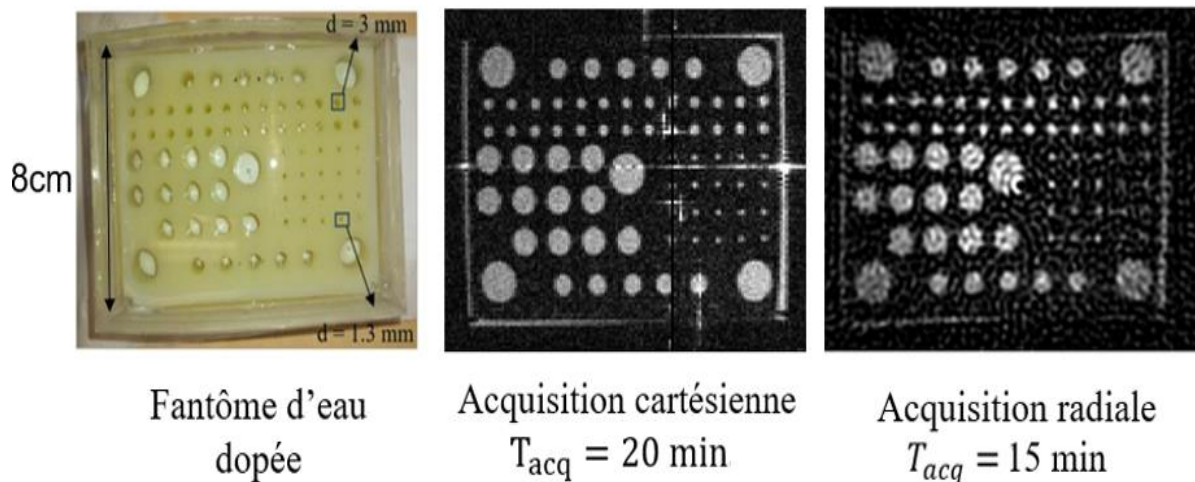 d = 3 mm
8cm
d = 1.3 mm
Fantôme d'eau
dopée
Acquisition cartésienne
T_acq = 20 min
Acquisition radiale
T_acq = 15 min